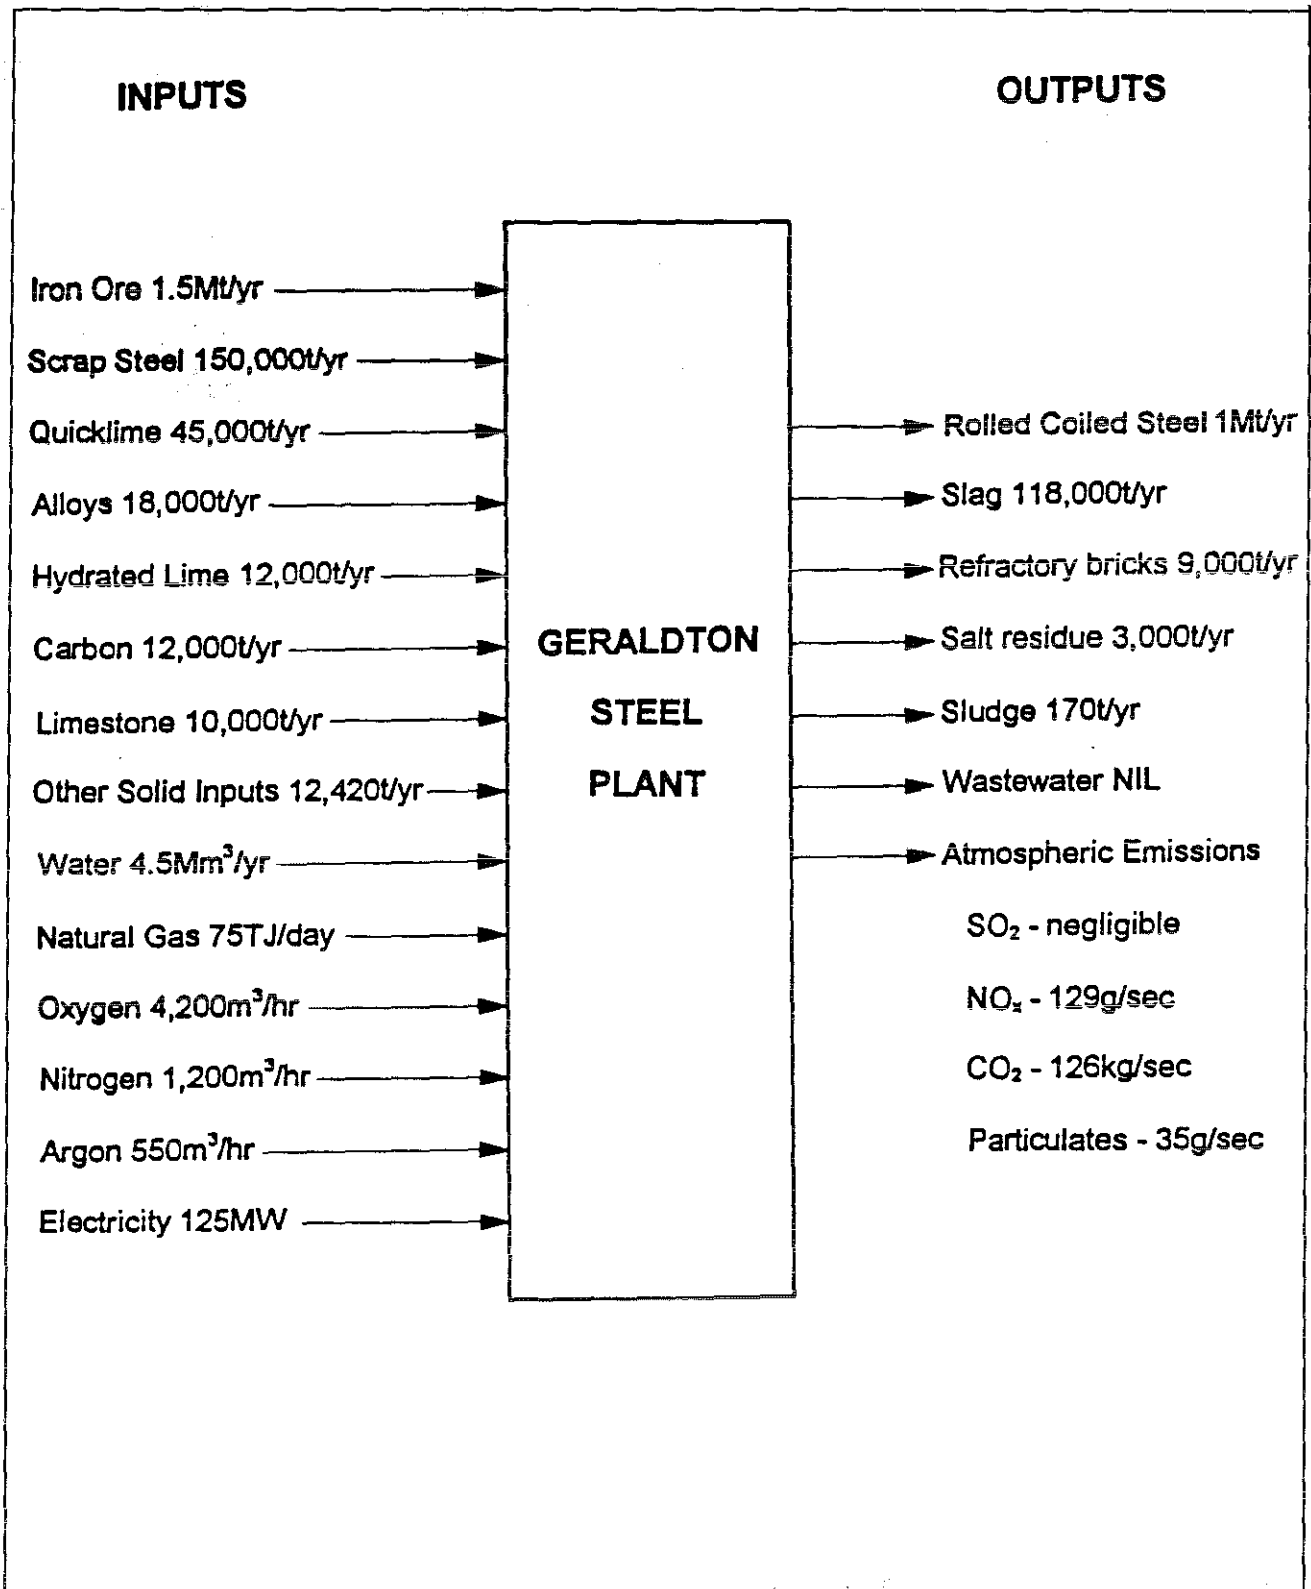 INPUTS
OUTPUTS
Iron Ore 1.5Mt/yr
Scrap Steel 150,000t/yr
Quicklime 45,000t/yr
Alloys 18,000t/yr
Hydrated Lime 12,000t/yr
Carbon 12,000t/yr
Limestone 10,000t/yr
Other Solid Inputs 12,420t/yr
Water 4.5Mm³/yr
Natural Gas 75TJ/day
Oxygen 4,200m³/hr
Nitrogen 1,200m³/hr
Argon 550m³/hr
Electricity 125MW
GERALDTON
STEEL
PLANT
Rolled Coiled Steel 1Mt/yr
Slag 118,000t/yr
Refractory bricks 9,000t/yr
Salt residue 3,000t/yr
Sludge 170t/yr
Wastewater NIL
Atmospheric Emissions
SO₂ - negligible
NOₓ - 129g/sec
CO₂ - 126kg/sec
Particulates - 35g/sec